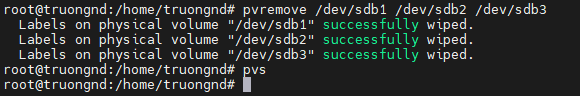 root@truongnd:/home/truongnd# pvremove /dev/sdb1 /dev/sdb2 /dev/sdb3
  Labels on physical volume "/dev/sdb1" successfully wiped.
  Labels on physical volume "/dev/sdb2" successfully wiped.
  Labels on physical volume "/dev/sdb3" successfully wiped.
root@truongnd:/home/truongnd# pvs
root@truongnd:/home/truongnd#